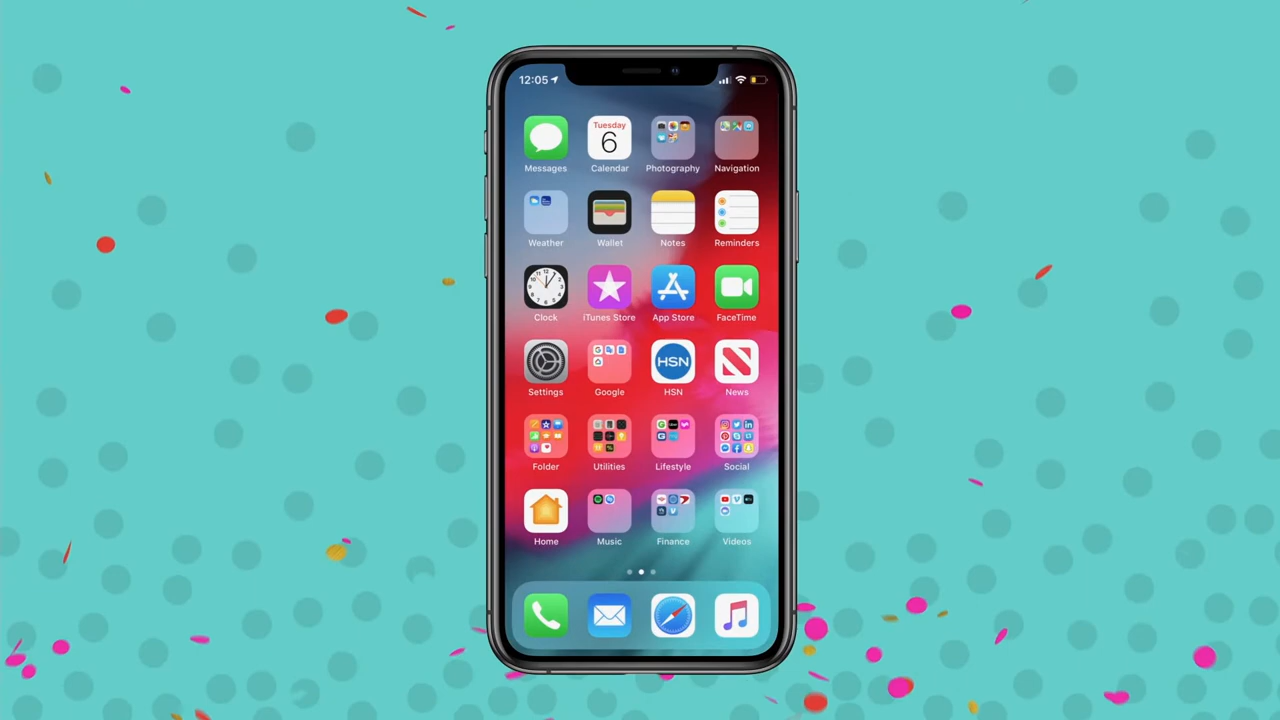 12:05
Tuesday
6
Messages Calendar Photography Navigation
Weather Wallet Notes Reminders
12
Clock iTunes Store App Store FaceTime
HSN
Settings Google HSN News
Folder Utilities Lifestyle Social
Home Music Finance Videos